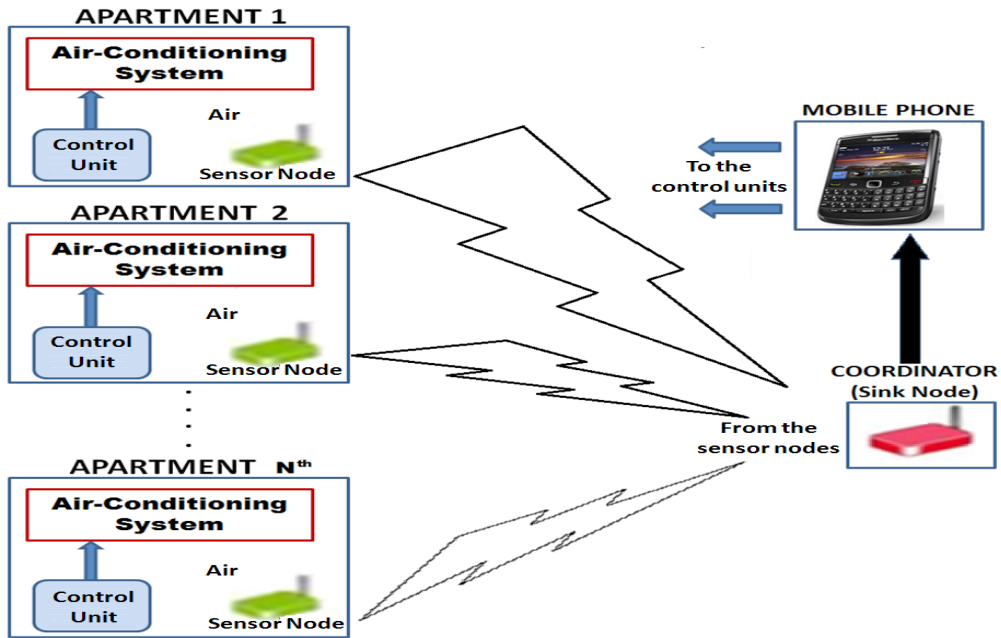 APARTMENT 1
Air-Conditioning
System
Control
Unit
Air
Sensor Node
APARTMENT 2
Air-Conditioning
System
Control
Unit
Air
Sensor Node
APARTMENT Nth
Air-Conditioning
System
Control
Unit
Air
Sensor Node
MOBILE PHONE
To the
control units
COORDINATOR
(Sink Node)
From the
sensor nodes